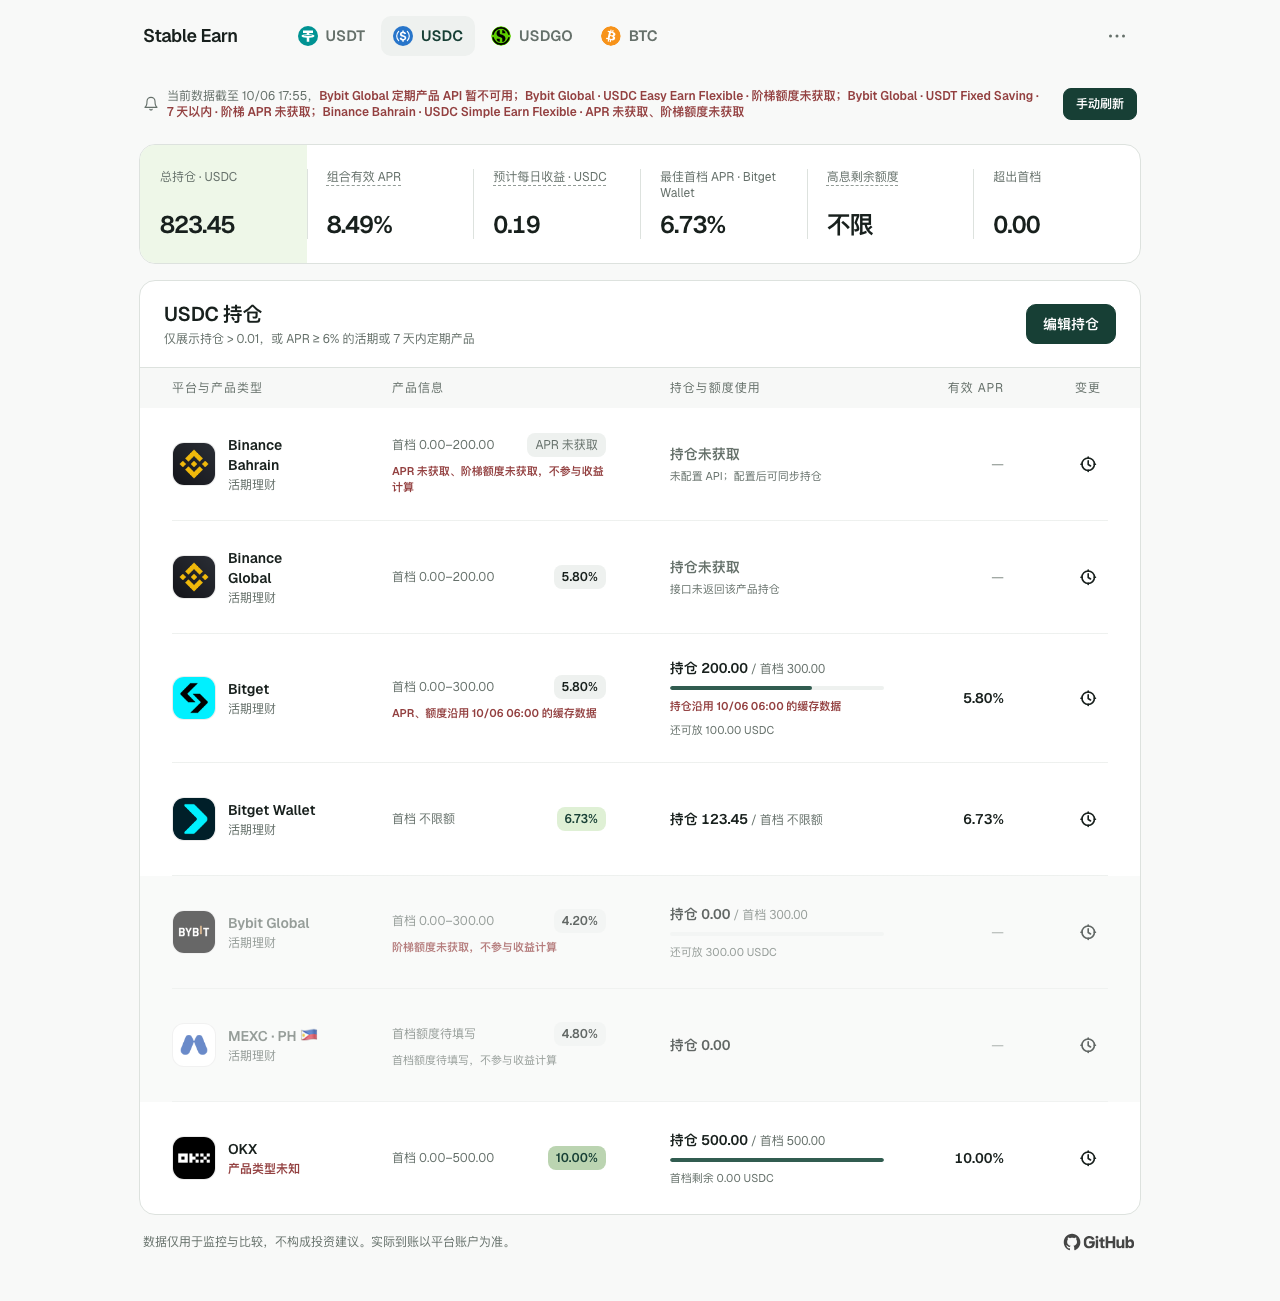 Stable Earn
USDT
USDC
USDGO
BTC
当前数据截至 10/06 17:55，Bybit Global 定期产品 API 暂不可用；Bybit Global · USDC Easy Earn Flexible · 阶梯额度未获取；Bybit Global · USDT Fixed Saving ·
7 天以内 · 阶梯 APR 未获取；Binance Bahrain · USDC Simple Earn Flexible · APR 未获取、阶梯额度未获取
手动刷新
总持仓 · USDC
823.45
组合有效 APR
8.49%
预计每日收益 · USDC
0.19
最佳首档 APR · Bitget
Wallet
6.73%
高息剩余额度
不限
超出首档
0.00
USDC 持仓
仅展示持仓 > 0.01，或 APR ≥ 6% 的活期或 7 天内定期产品
编辑持仓
平台与产品类型
产品信息
持仓与额度使用
有效 APR
变更
Binance
Bahrain
活期理财
首档 0.00–200.00
APR 未获取
APR 未获取、阶梯额度未获取，不参与收益
计算
持仓未获取
未配置 API；配置后可同步持仓
—
Binance
Global
活期理财
首档 0.00–200.00
5.80%
持仓未获取
接口未返回该产品持仓
—
Bitget
活期理财
首档 0.00–300.00
5.80%
APR、额度沿用 10/06 06:00 的缓存数据
持仓 200.00 / 首档 300.00
持仓沿用 10/06 06:00 的缓存数据
还可放 100.00 USDC
5.80%
Bitget Wallet
活期理财
首档 不限额
6.73%
持仓 123.45 / 首档 不限额
6.73%
BYBIT
Bybit Global
活期理财
首档 0.00–300.00
4.20%
阶梯额度未获取，不参与收益计算
持仓 0.00 / 首档 300.00
还可放 300.00 USDC
—
MEXC · PH 🇵🇭
活期理财
首档额度待填写
4.80%
首档额度待填写，不参与收益计算
持仓 0.00
—
OKX
OKX
产品类型未知
首档 0.00–500.00
10.00%
持仓 500.00 / 首档 500.00
首档剩余 0.00 USDC
10.00%
数据仅用于监控与比较，不构成投资建议。实际到账以平台账户为准。
GitHub